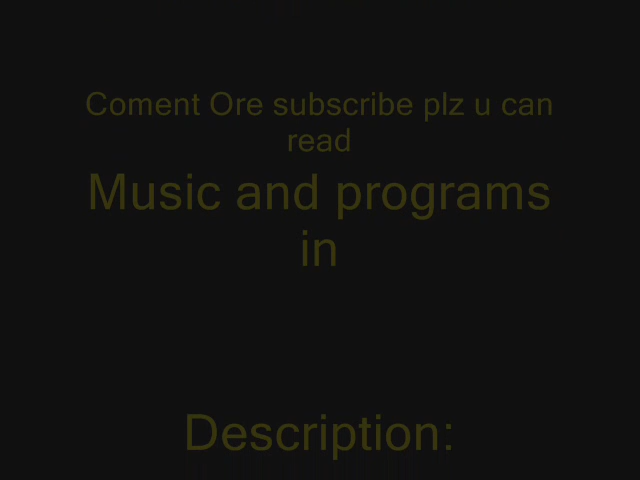 Coment Ore subscribe plz u can
read
Music and programs
in
Description: